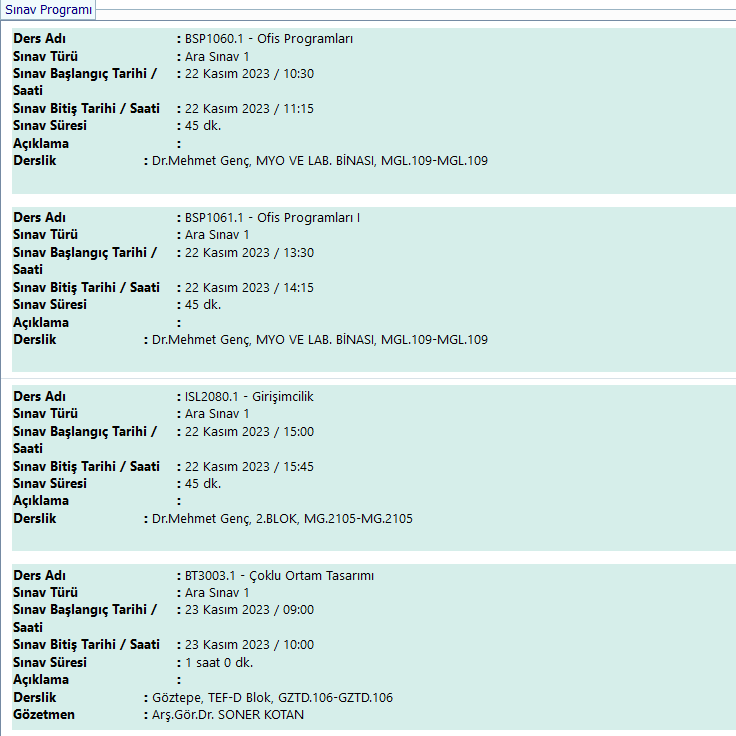 Sınav Programı
Ders Adı : BSP1060.1 - Ofis Programları
Sınav Türü : Ara Sınav 1
Sınav Başlangıç Tarihi / : 22 Kasım 2023 / 10:30
Saati
Sınav Bitiş Tarihi / Saati : 22 Kasım 2023 / 11:15
Sınav Süresi : 45 dk.
Açıklama :
Derslik : Dr.Mehmet Genç, MYO VE LAB. BİNASI, MGL.109-MGL.109
Ders Adı : BSP1061.1 - Ofis Programları I
Sınav Türü : Ara Sınav 1
Sınav Başlangıç Tarihi / : 22 Kasım 2023 / 13:30
Saati
Sınav Bitiş Tarihi / Saati : 22 Kasım 2023 / 14:15
Sınav Süresi : 45 dk.
Açıklama :
Derslik : Dr.Mehmet Genç, MYO VE LAB. BİNASI, MGL.109-MGL.109
Ders Adı : ISL2080.1 - Girişimcilik
Sınav Türü : Ara Sınav 1
Sınav Başlangıç Tarihi / : 22 Kasım 2023 / 15:00
Saati
Sınav Bitiş Tarihi / Saati : 22 Kasım 2023 / 15:45
Sınav Süresi : 45 dk.
Açıklama :
Derslik : Dr.Mehmet Genç, 2.BLOK, MG.2105-MG.2105
Ders Adı : BT3003.1 - Çoklu Ortam Tasarımı
Sınav Türü : Ara Sınav 1
Sınav Başlangıç Tarihi / : 23 Kasım 2023 / 09:00
Saati
Sınav Bitiş Tarihi / Saati : 23 Kasım 2023 / 10:00
Sınav Süresi : 1 saat 0 dk.
Açıklama :
Derslik : Göztepe, TEF-D Blok, GZTD.106-GZTD.106
Gözetmen : Arş.Gör.Dr. SONER KOTAN